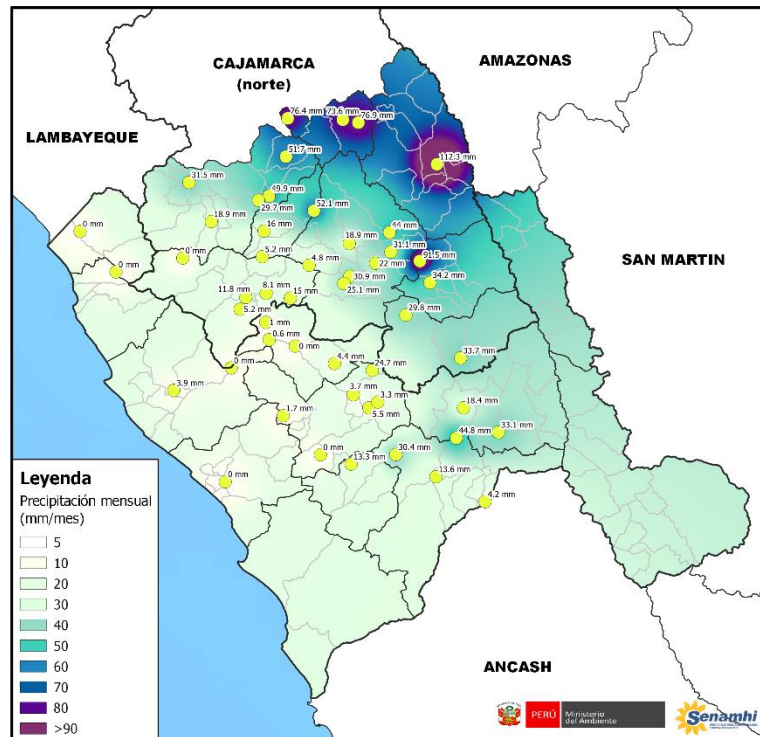 CAJAMARCA
(norte)
AMAZONAS
LAMBAYEQUE
SAN MARTIN
ANCASH
76.4 mm
73.6 mm
76.9 mm
112.3 mm
51.7 mm
31.5 mm
49.9 mm
29.7 mm
52.1 mm
18.9 mm
16 mm
44 mm
0 mm
18.9 mm
31.1 mm
5.2 mm
4.8 mm
22 mm
91.5 mm
0 mm
0 mm
30.9 mm
34.2 mm
25.1 mm
11.8 mm
8.1 mm
15 mm
5.2 mm
29.8 mm
1 mm
0.6 mm
0 mm
33.7 mm
4.4 mm
24.7 mm
0 mm
3.9 mm
3.7 mm
3.3 mm
5.5 mm
18.4 mm
1.7 mm
33.1 mm
44.8 mm
0 mm
13.3 mm
30.4 mm
13.6 mm
0 mm
4.2 mm
Leyenda
Precipitación mensual
(mm/mes)
5
10
20
30
40
50
60
70
80
>90
PERÚ
Ministerio
del Ambiente
Senamhi